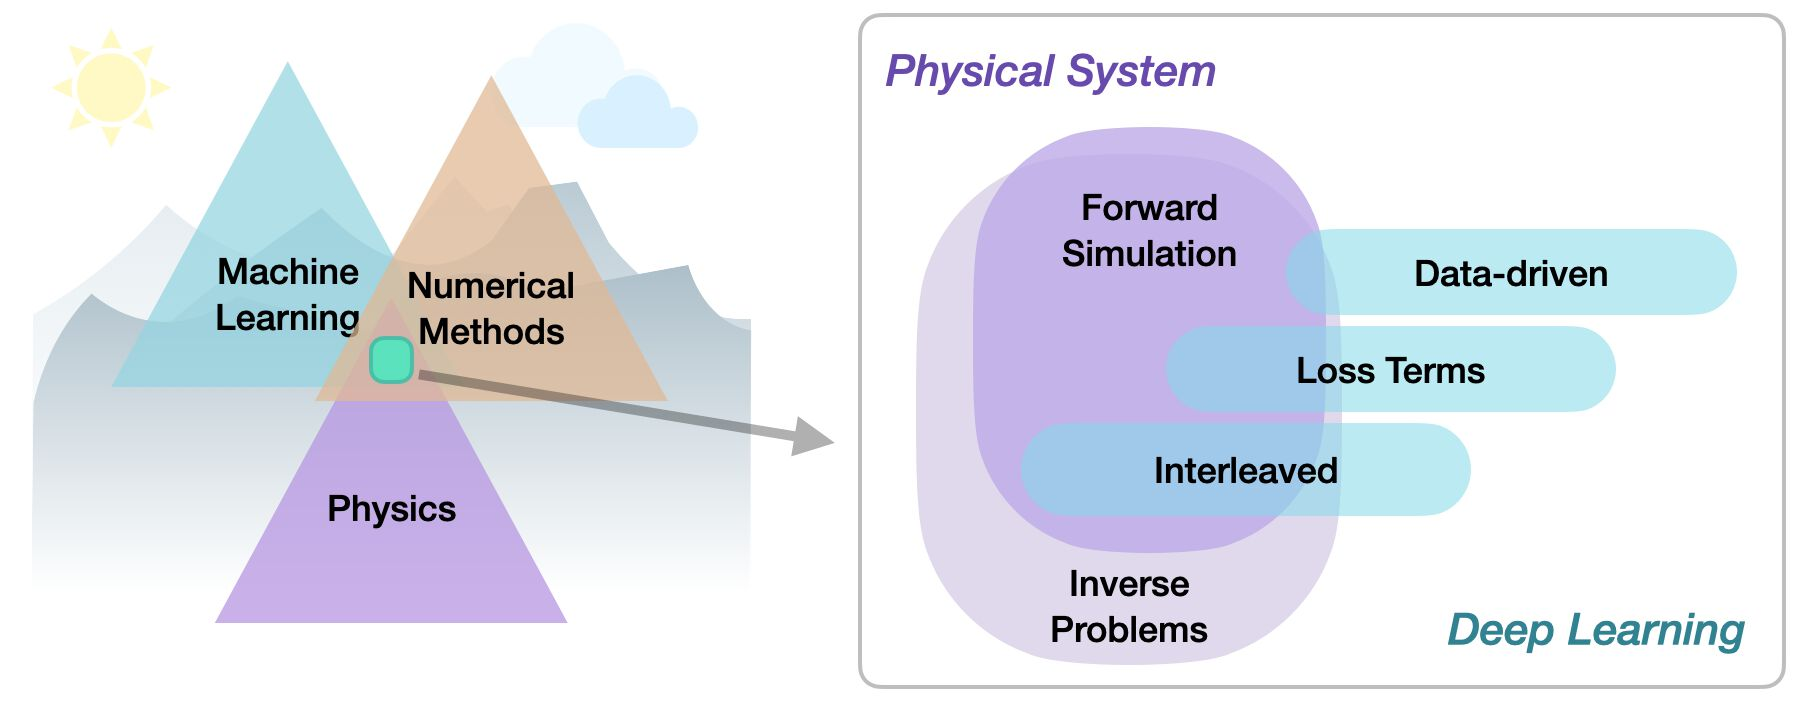 Machine
Learning
Numerical
Methods
Physics
Physical System
Forward
Simulation
Data-driven
Loss Terms
Interleaved
Inverse
Problems
Deep Learning